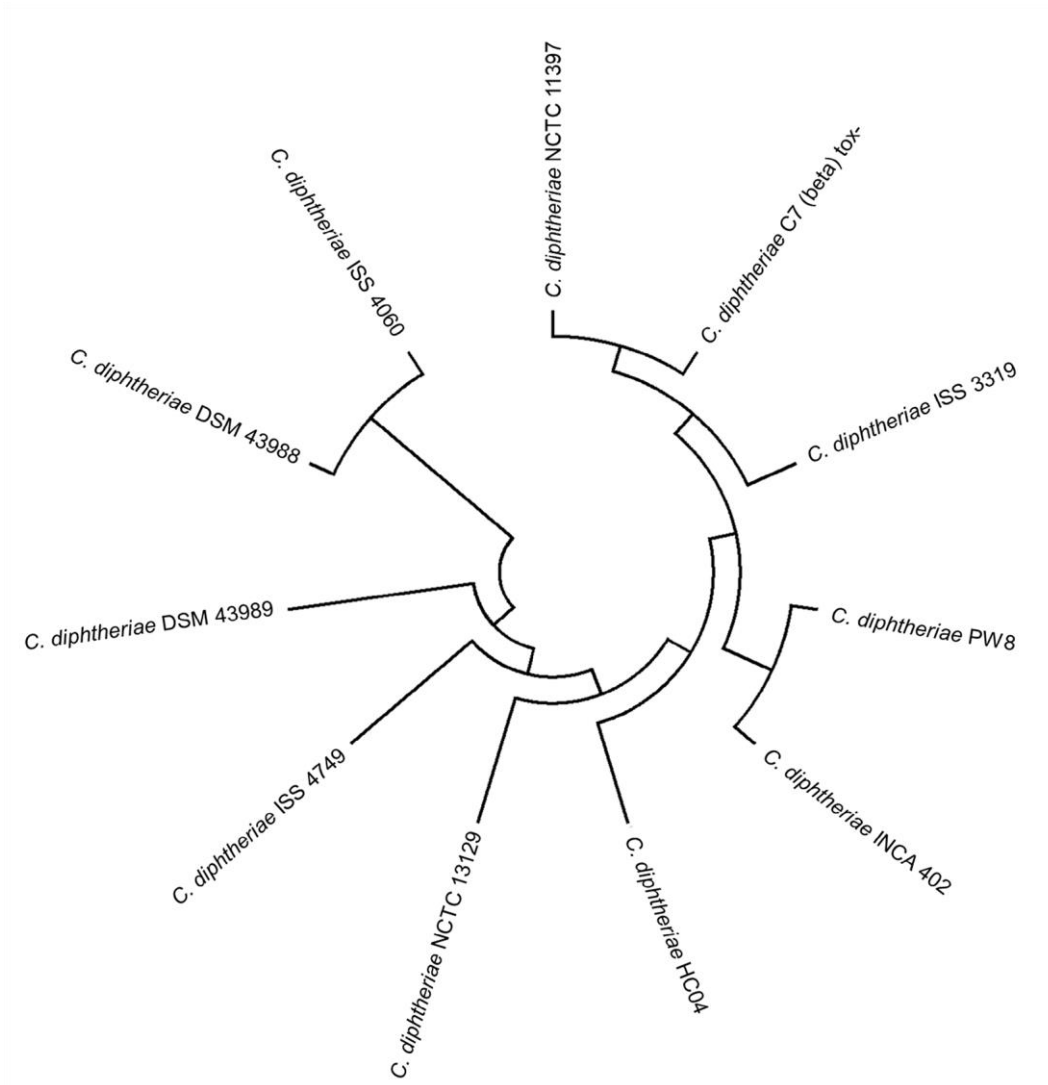 C. diphtheriae NCTC 11397
C. diphtheriae C7 (beta) tox-
C. diphtheriae ISS 3319
C. diphtheriae PW8
C. diphtheriae INCA 402
C. diphtheriae HC04
C. diphtheriae NCTC 13129
C. diphtheriae ISS 4749
C. diphtheriae DSM 43989
C. diphtheriae DSM 43988
C. diphtheriae ISS 4060